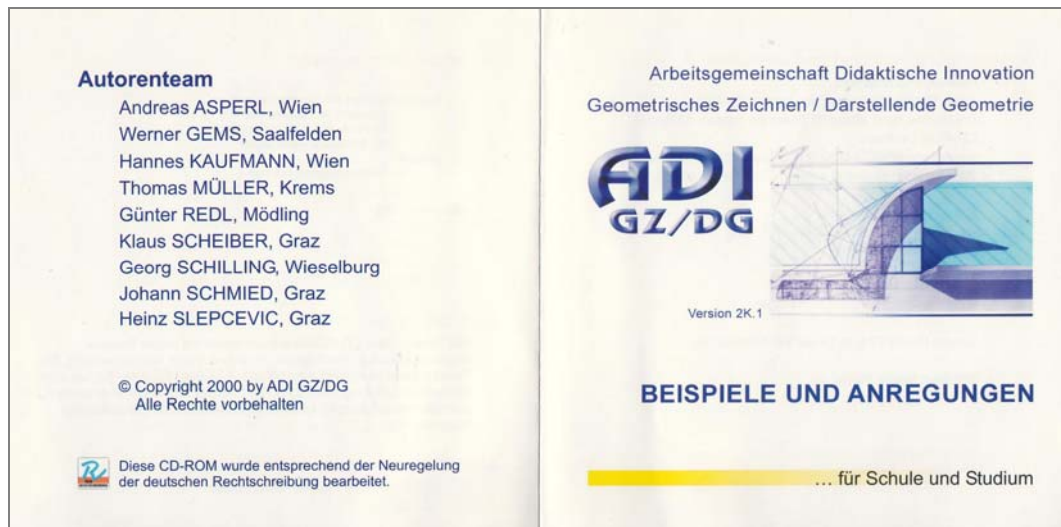 Autorenteam
Andreas ASPERL, Wien
Werner GEMS, Saalfelden
Hannes KAUFMANN, Wien
Thomas MÜLLER, Krems
Günter REDL, Mödling
Klaus SCHEIBER, Graz
Georg SCHILLING, Wieselburg
Johann SCHMIED, Graz
Heinz SLEPCEVIC, Graz
© Copyright 2000 by ADI GZ/DG
Alle Rechte vorbehalten
Diese CD-ROM wurde entsprechend der Neuregelung
der deutschen Rechtschreibung bearbeitet.
Arbeitsgemeinschaft Didaktische Innovation
Geometrisches Zeichnen / Darstellende Geometrie
ADI
GZ/DG
Version 2K.1
BEISPIELE UND ANREGUNGEN
... für Schule und Studium